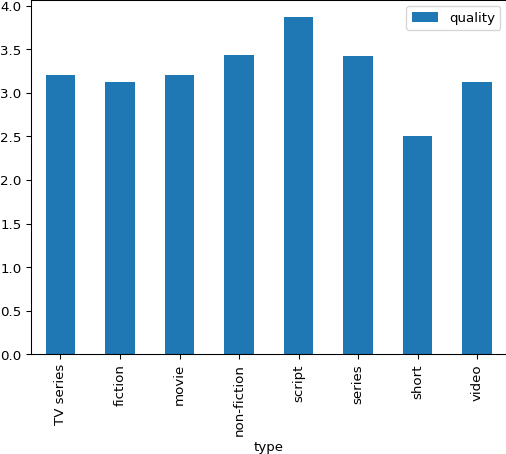 4.0
3.5
3.0
2.5
2.0
1.5
1.0
0.5
0.0
quality
TV series
fiction
movie
non-fiction
script
series
short
video
type